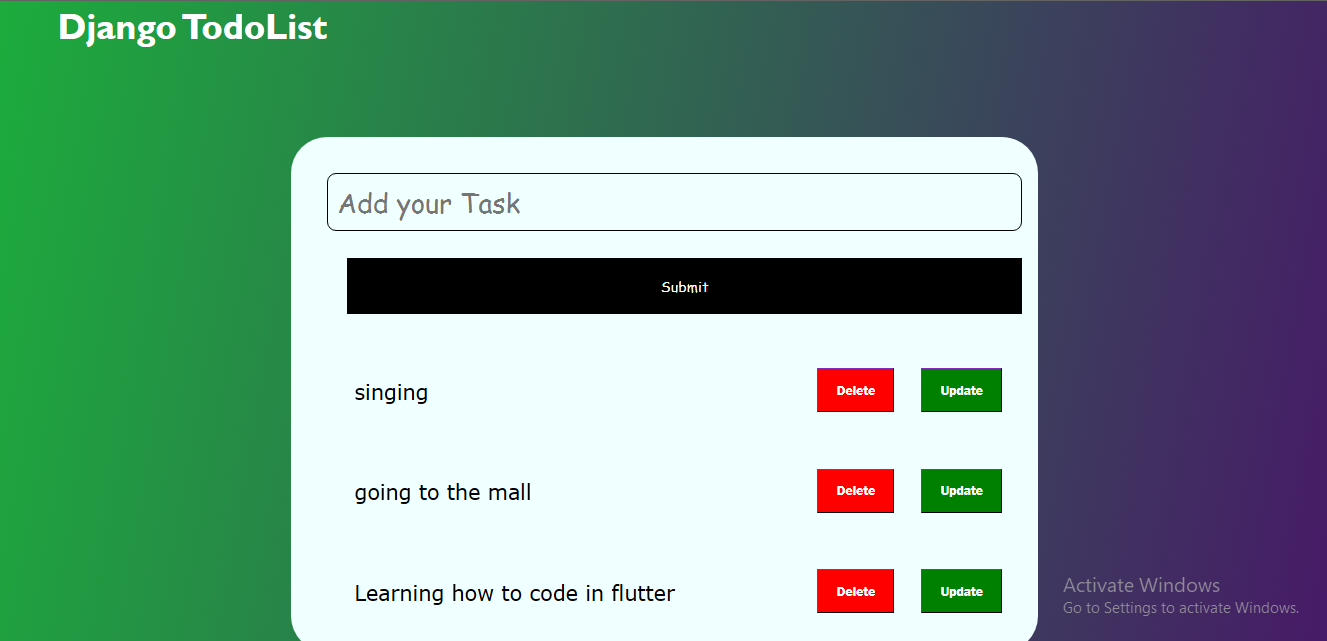 Django TodoList
Add your Task
Submit
singing
Delete
Update
going to the mall
Delete
Update
Learning how to code in flutter
Delete
Update
Activate Windows
Go to Settings to activate Windows.